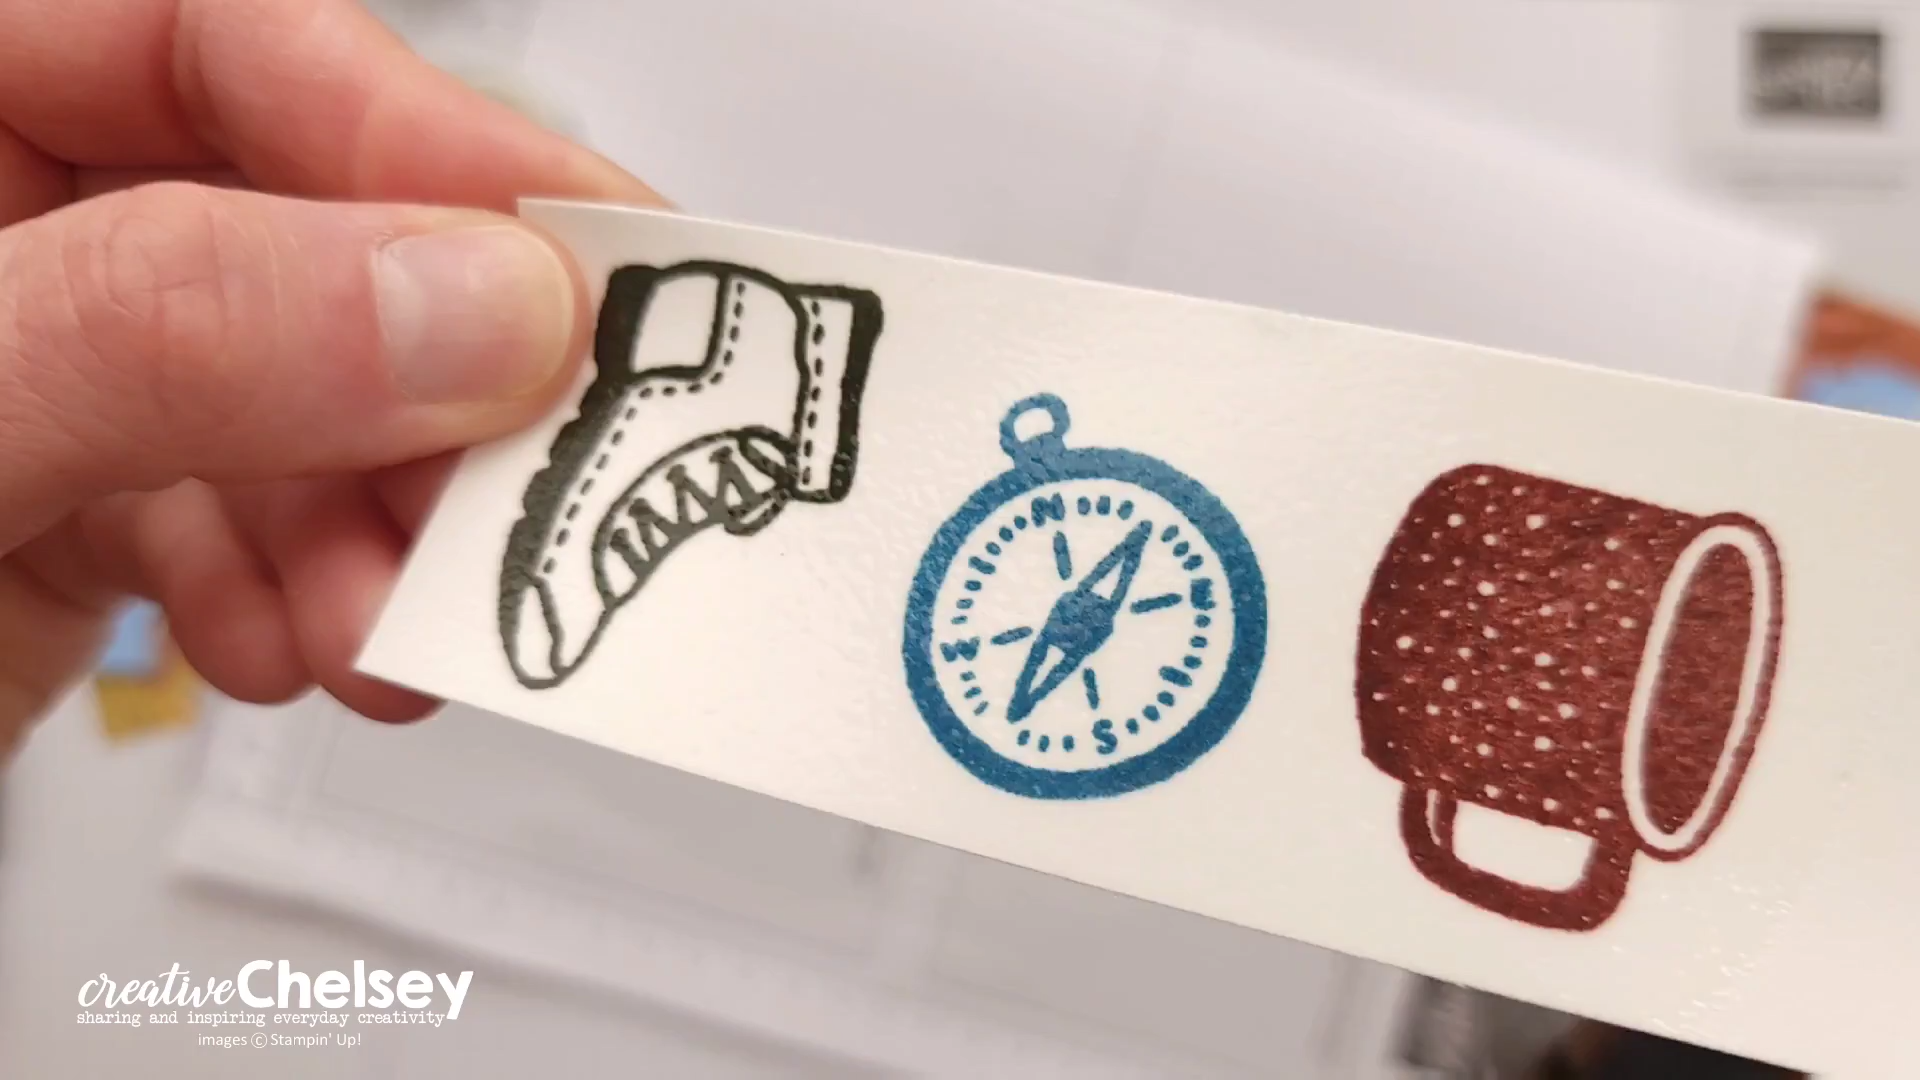 N
W
S
creativeChelsey
sharing and inspiring everyday creativity
images © Stampin' Up!